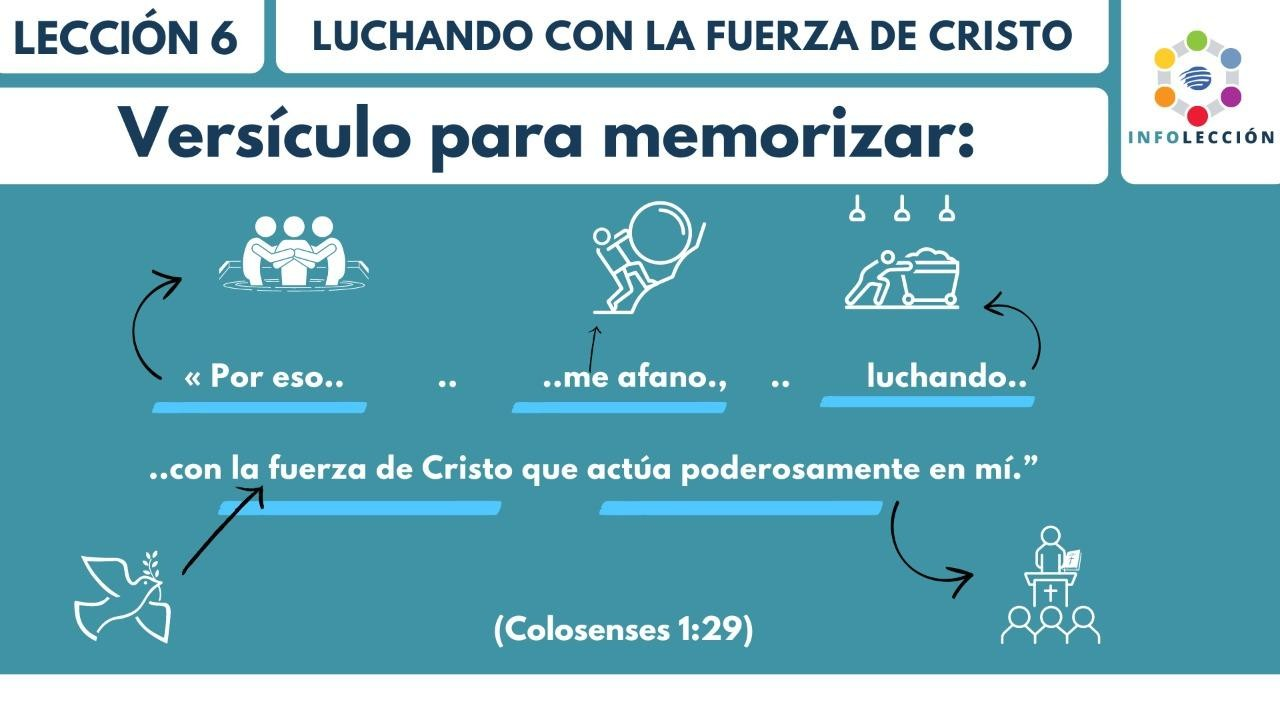 LECCIÓN 6
LUCHANDO CON LA FUERZA DE CRISTO
INFOLECCIÓN
Versículo para memorizar:
« Por eso.. .. ..me afano., .. luchando..
..con la fuerza de Cristo que actúa poderosamente en mí.”
(Colosenses 1:29)